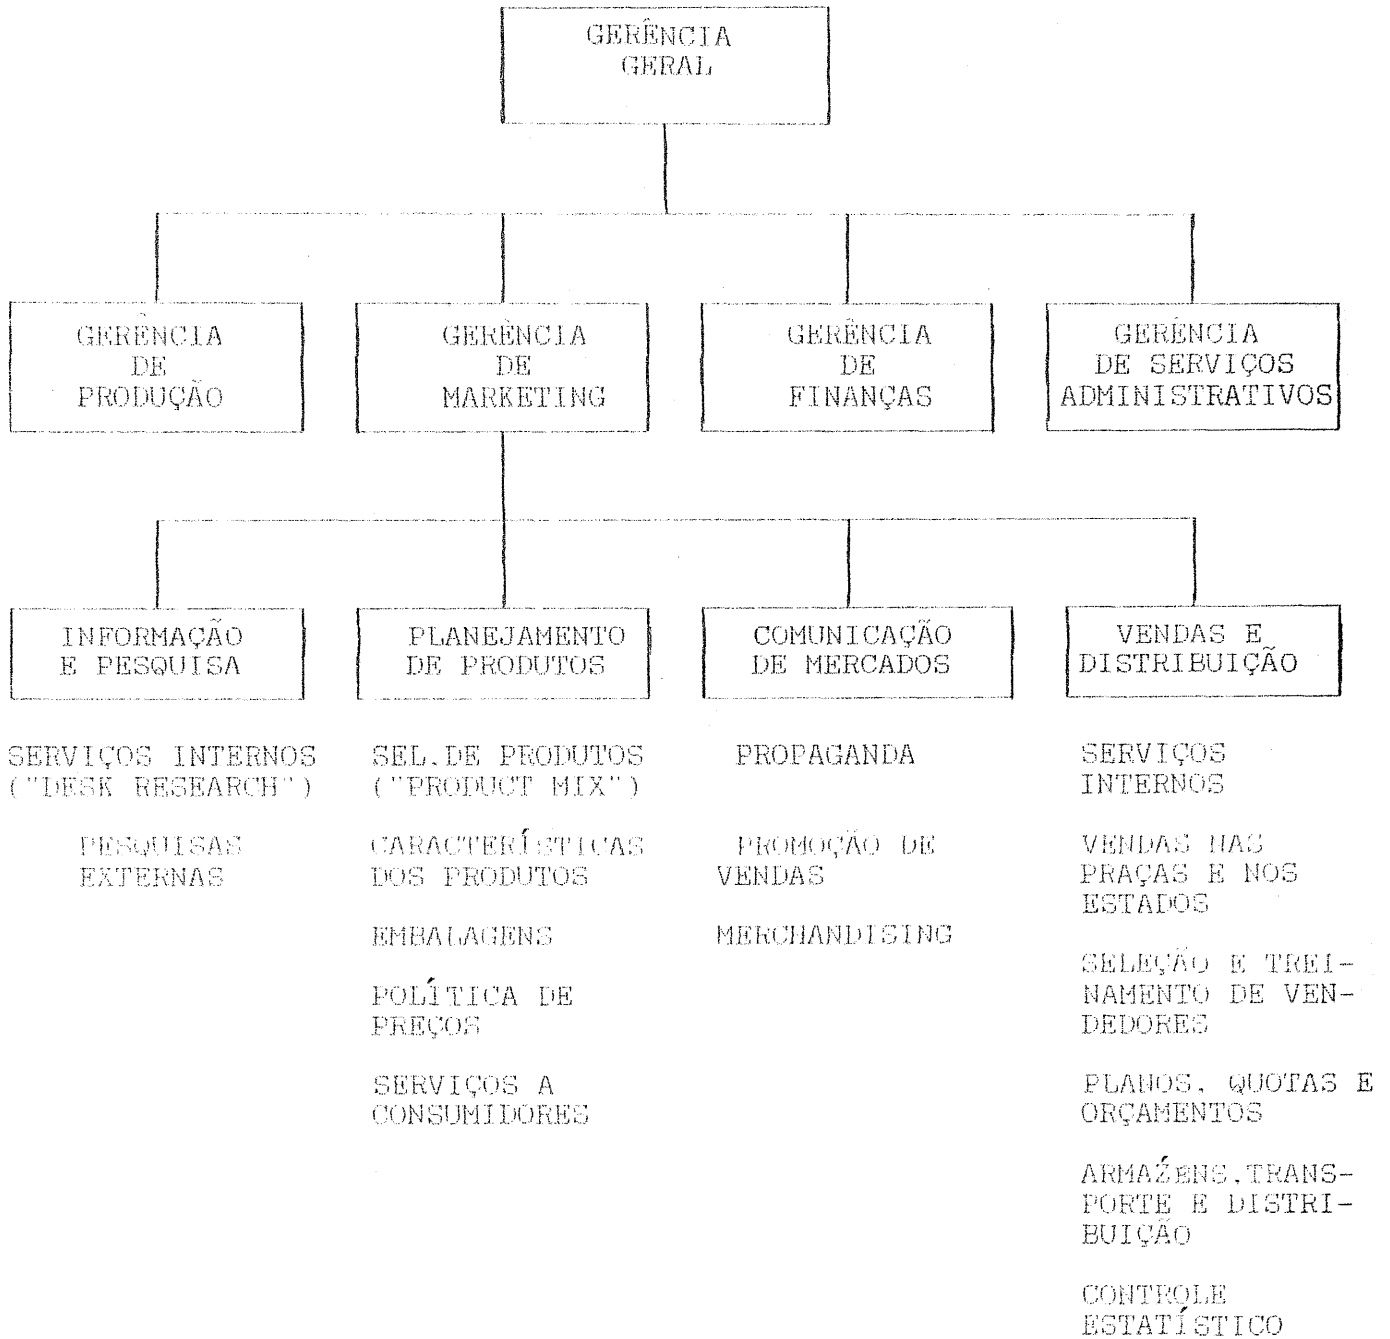 GERÊNCIA
GERAL
GERÊNCIA
DE
PRODUÇÃO
GERÊNCIA
DE
MARKETING
GERÊNCIA
DE
FINANÇAS
GERÊNCIA
DE SERVIÇOS
ADMINISTRATIVOS
INFORMAÇÃO
E PESQUISA
PLANEJAMENTO
DE PRODUTOS
COMUNICAÇÃO
DE MERCADOS
VENDAS E
DISTRIBUIÇÃO
SERVIÇOS INTERNOS
("DESK RESEARCH")
PESQUISAS
EXTERNAS
SEL.DE PRODUTOS
("PRODUCT MIX")
CARACTERÍSTICAS
DOS PRODUTOS
EMBALAGENS
POLÍTICA DE
PREÇOS
SERVIÇOS A
CONSUMIDORES
PROPAGANDA
PROMOÇÃO DE
VENDAS
MERCHANDISING
SERVIÇOS
INTERNOS
VENDAS NAS
PRAÇAS E NOS
ESTADOS
SELEÇÃO E TREI-
NAMENTO DE VEN-
DEDORES
PLANOS, QUOTAS E
ORÇAMENTOS
ARMAZÉNS,TRANS-
PORTE E DISTRI-
BUIÇÃO
CONTROLE
ESTATÍSTICO